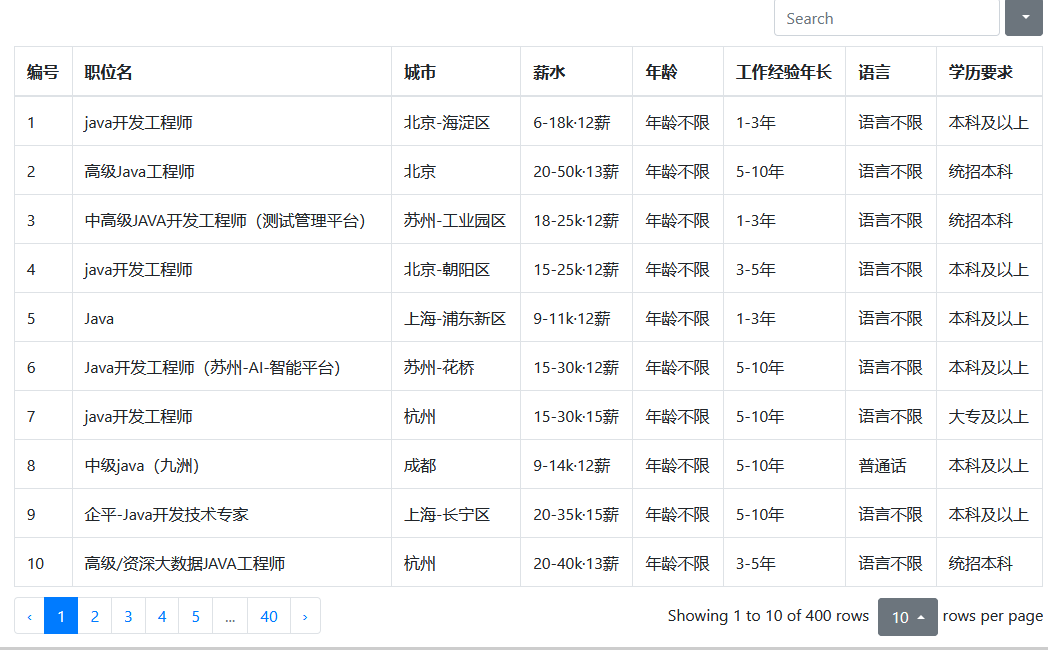 Search
编号 职位名 城市 薪水 年龄 工作经验年长 语言 学历要求
1 java开发工程师 北京-海淀区 6-18k·12薪 年龄不限 1-3年 语言不限 本科及以上
2 高级Java工程师 北京 20-50k·13薪 年龄不限 5-10年 语言不限 统招本科
3 中高级JAVA开发工程师（测试管理平台） 苏州-工业园区 18-25k·12薪 年龄不限 1-3年 语言不限 统招本科
4 java开发工程师 北京-朝阳区 15-25k·12薪 年龄不限 3-5年 语言不限 本科及以上
5 Java 上海-浦东新区 9-11k·12薪 年龄不限 1-3年 语言不限 本科及以上
6 Java开发工程师（苏州-AI-智能平台） 苏州-花桥 15-30k·12薪 年龄不限 5-10年 语言不限 本科及以上
7 java开发工程师 杭州 15-30k·15薪 年龄不限 5-10年 语言不限 大专及以上
8 中级java（九洲） 成都 9-14k·12薪 年龄不限 5-10年 普通话 本科及以上
9 企平-Java开发技术专家 上海-长宁区 20-35k·15薪 年龄不限 5-10年 语言不限 本科及以上
10 高级/资深大数据JAVA工程师 杭州 20-40k·13薪 年龄不限 3-5年 语言不限 统招本科
‹ 1 2 3 4 5 ... 40 › Showing 1 to 10 of 400 rows 10 rows per page